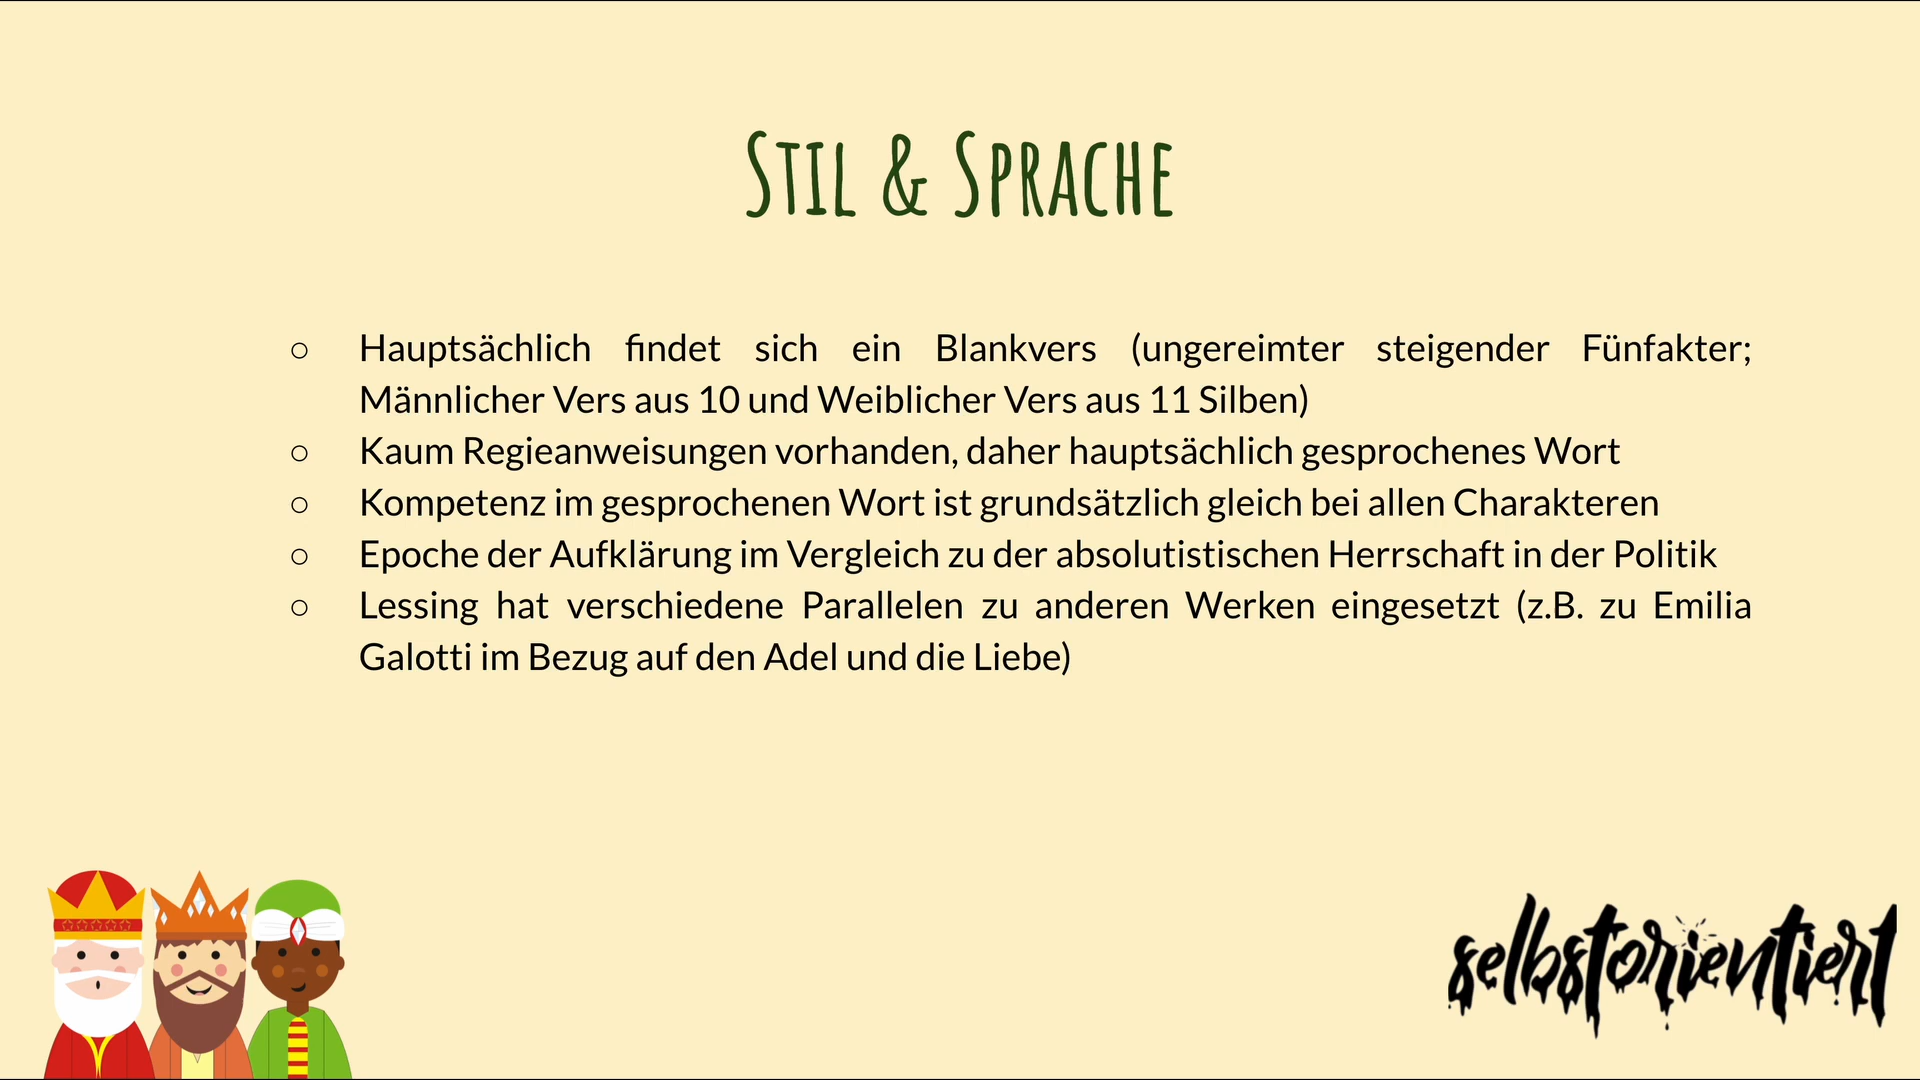 Stil & Sprache
○ Hauptsächlich findet sich ein Blankvers (ungereimter steigender Fünfakter;
Männlicher Vers aus 10 und Weiblicher Vers aus 11 Silben)
○ Kaum Regieanweisungen vorhanden, daher hauptsächlich gesprochenes Wort
○ Kompetenz im gesprochenen Wort ist grundsätzlich gleich bei allen Charakteren
○ Epoche der Aufklärung im Vergleich zu der absolutistischen Herrschaft in der Politik
○ Lessing hat verschiedene Parallelen zu anderen Werken eingesetzt (z.B. zu Emilia
Galotti im Bezug auf den Adel und die Liebe)
selbstorientiert